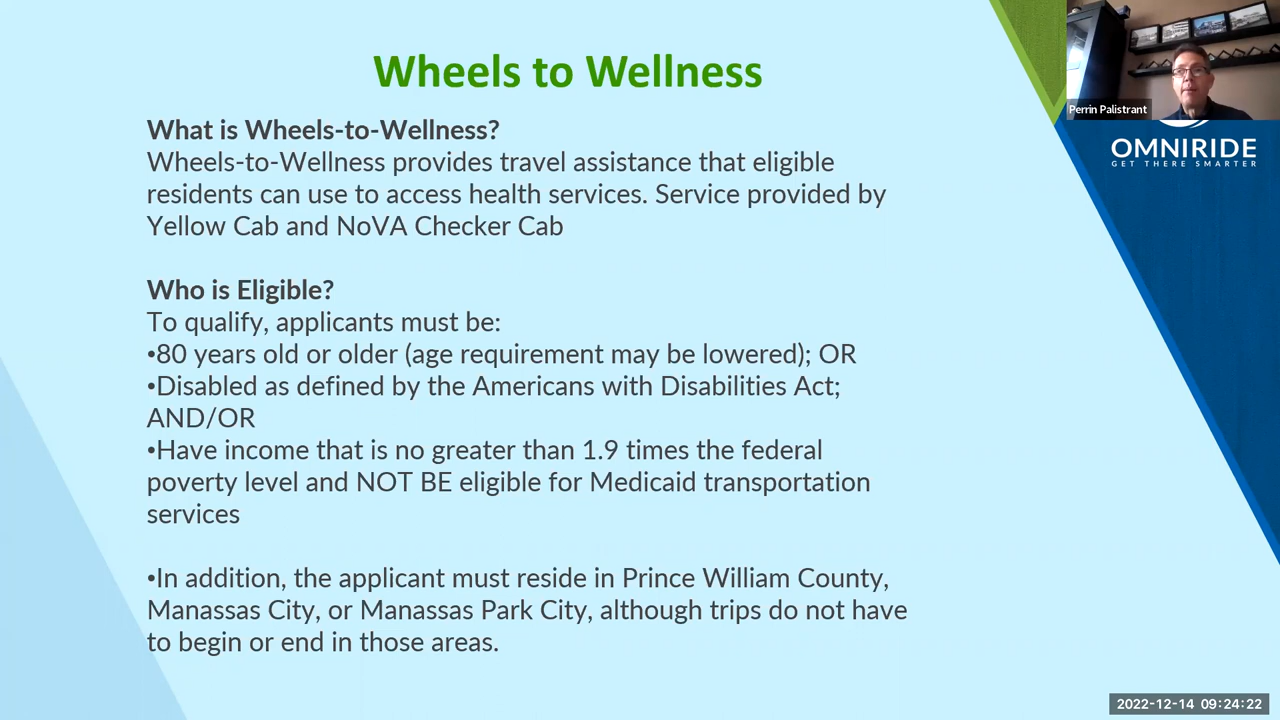 Wheels to Wellness
What is Wheels-to-Wellness?
Wheels-to-Wellness provides travel assistance that eligible
residents can use to access health services. Service provided by
Yellow Cab and NoVA Checker Cab
Who is Eligible?
To qualify, applicants must be:
•80 years old or older (age requirement may be lowered); OR
•Disabled as defined by the Americans with Disabilities Act;
AND/OR
•Have income that is no greater than 1.9 times the federal
poverty level and NOT BE eligible for Medicaid transportation
services
•In addition, the applicant must reside in Prince William County,
Manassas City, or Manassas Park City, although trips do not have
to begin or end in those areas.
Perrin Palistrant
OMNIRIDE
GET THERE SMARTER
2022-12-14 09:24:22